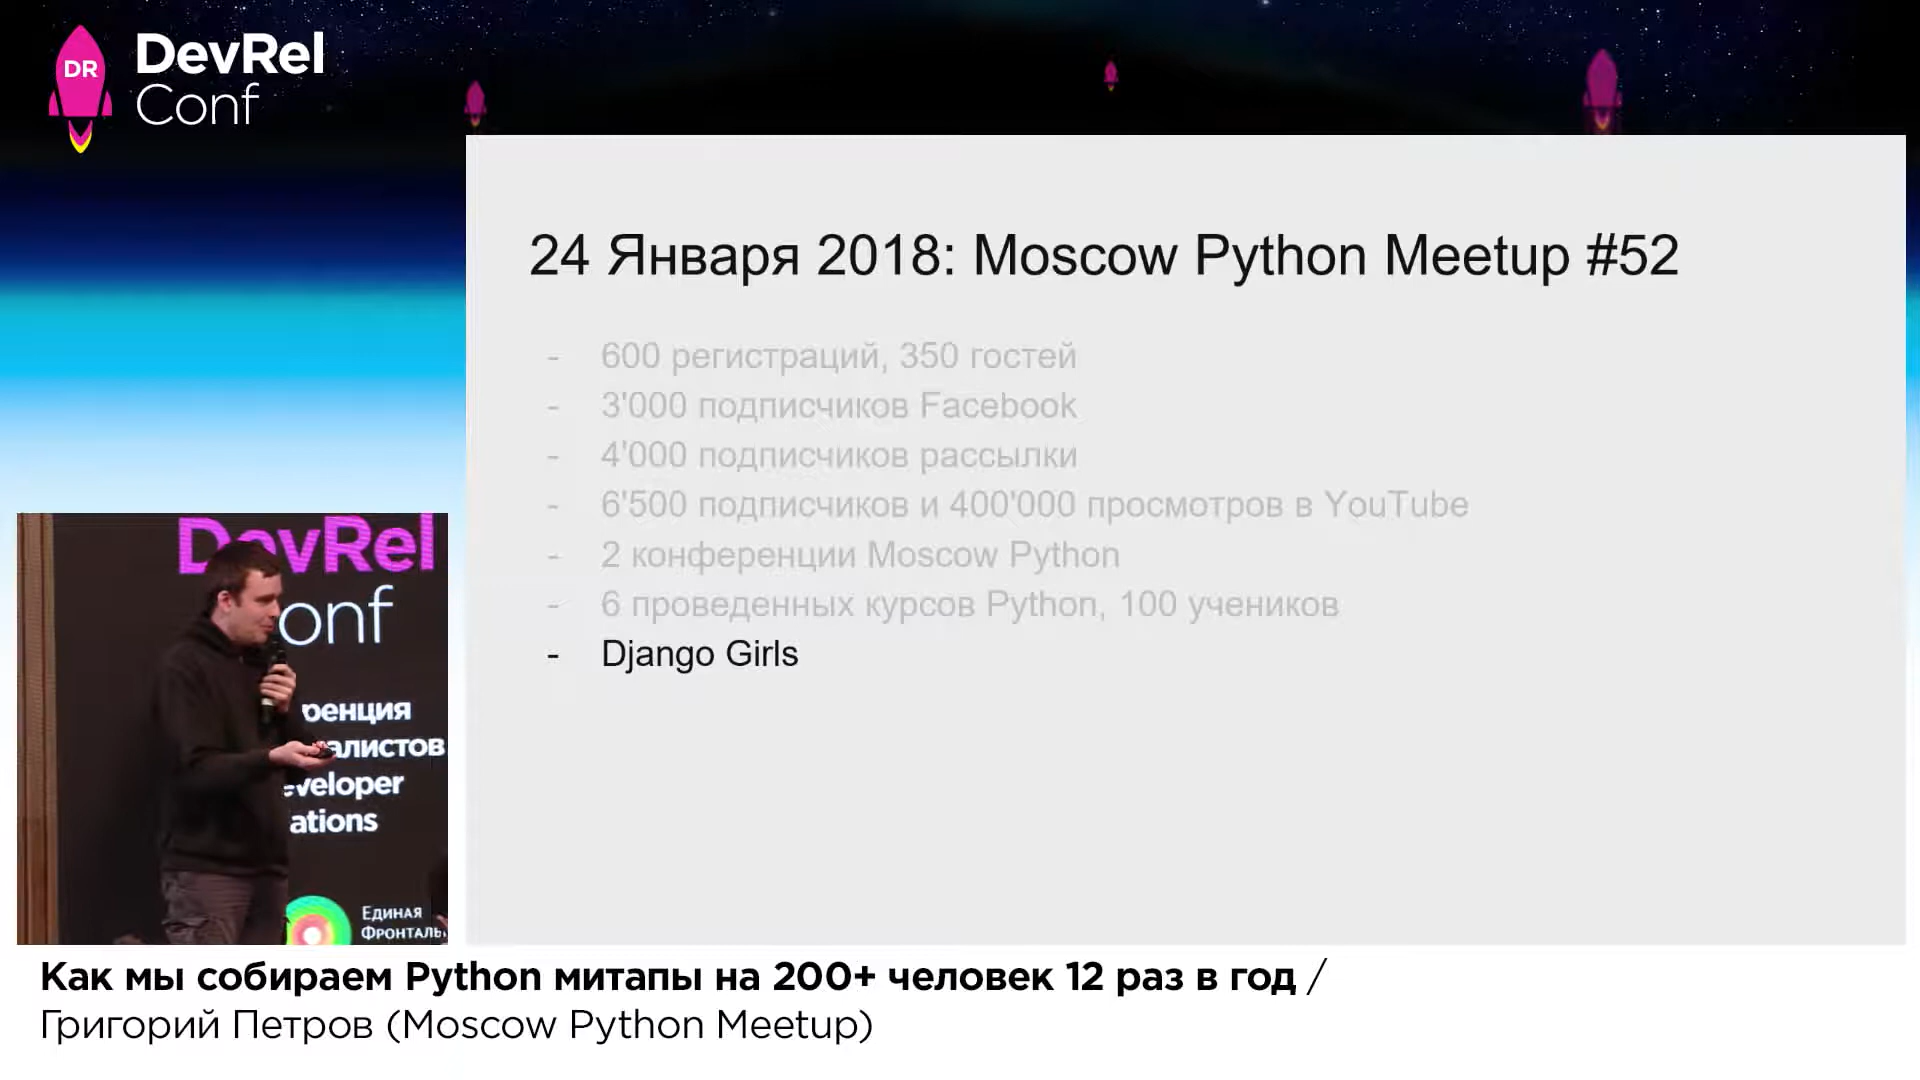 DR
DevRel
Conf
24 Января 2018: Moscow Python Meetup #52
- 600 регистраций, 350 гостей
- 3'000 подписчиков Facebook
- 4'000 подписчиков рассылки
- 6'500 подписчиков и 400'000 просмотров в YouTube
- 2 конференции Moscow Python
- 6 проведенных курсов Python, 100 учеников
- Django Girls
DevRel
onf
ренция
алистов
eveloper
ations
ЕДИНАЯ
ФРОНТАЛЬ
Как мы собираем Python митапы на 200+ человек 12 раз в год /
Григорий Петров (Moscow Python Meetup)